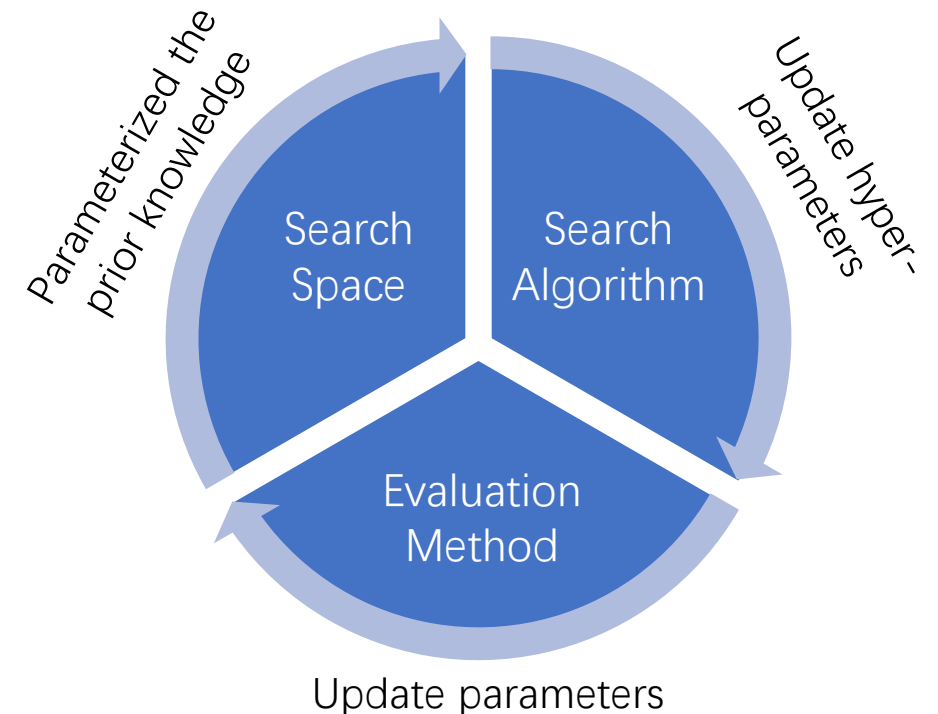 Parameterized the
prior knowledge
Search
Space
Search
Algorithm
Update hyper-
parameters
Evaluation
Method
Update parameters